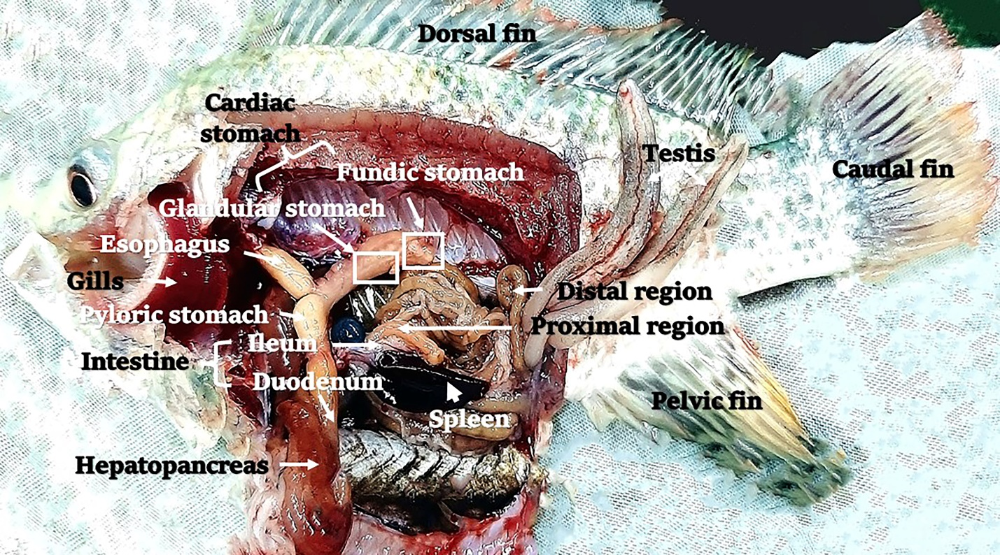 Dorsal fin
Cardiac
stomach
Testis
Fundic stomach
Caudal fin
Glandular stomach
Esophagus
Gills
Distal region
Pyloric stomach
Proximal region
Ileum
Intestine
Duodenum
Pelvic fin
Spleen
Hepatopancreas